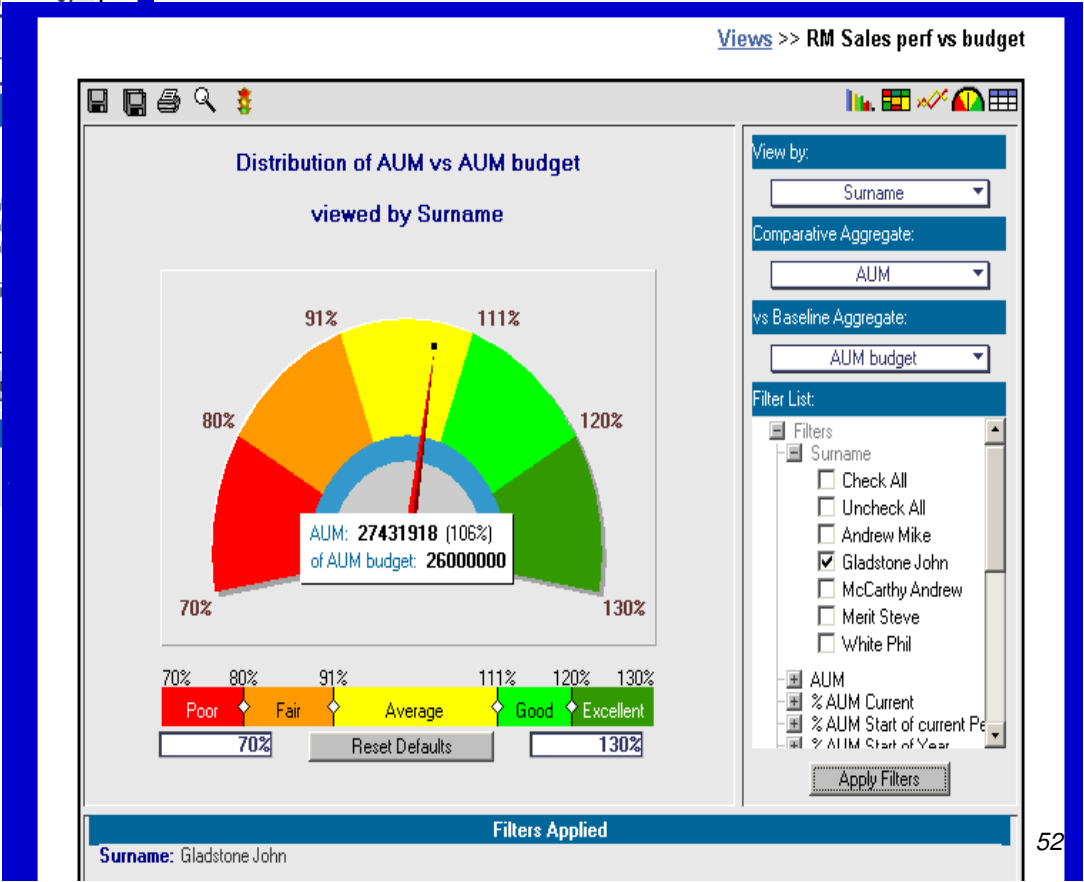 Views >> RM Sales perf vs budget
Distribution of AUM vs AUM budget
viewed by Surname
91%
111%
80%
120%
AUM: 27431918 (106%)
of AUM budget: 26000000
70%
130%
70% 80% 91% 111% 120% 130%
Poor Fair Average Good Excellent
70% Reset Defaults 130%
View by:
Surname
Comparative Aggregate:
AUM
vs Baseline Aggregate:
AUM budget
Filter List:
Filters
Surname
Check All
Uncheck All
Andrew Mike
Gladstone John
McCarthy Andrew
Merit Steve
White Phil
AUM
% AUM Current
% AUM Start of current Pe
% AUM Start of Year
Apply Filters
Filters Applied
Surname: Gladstone John
52